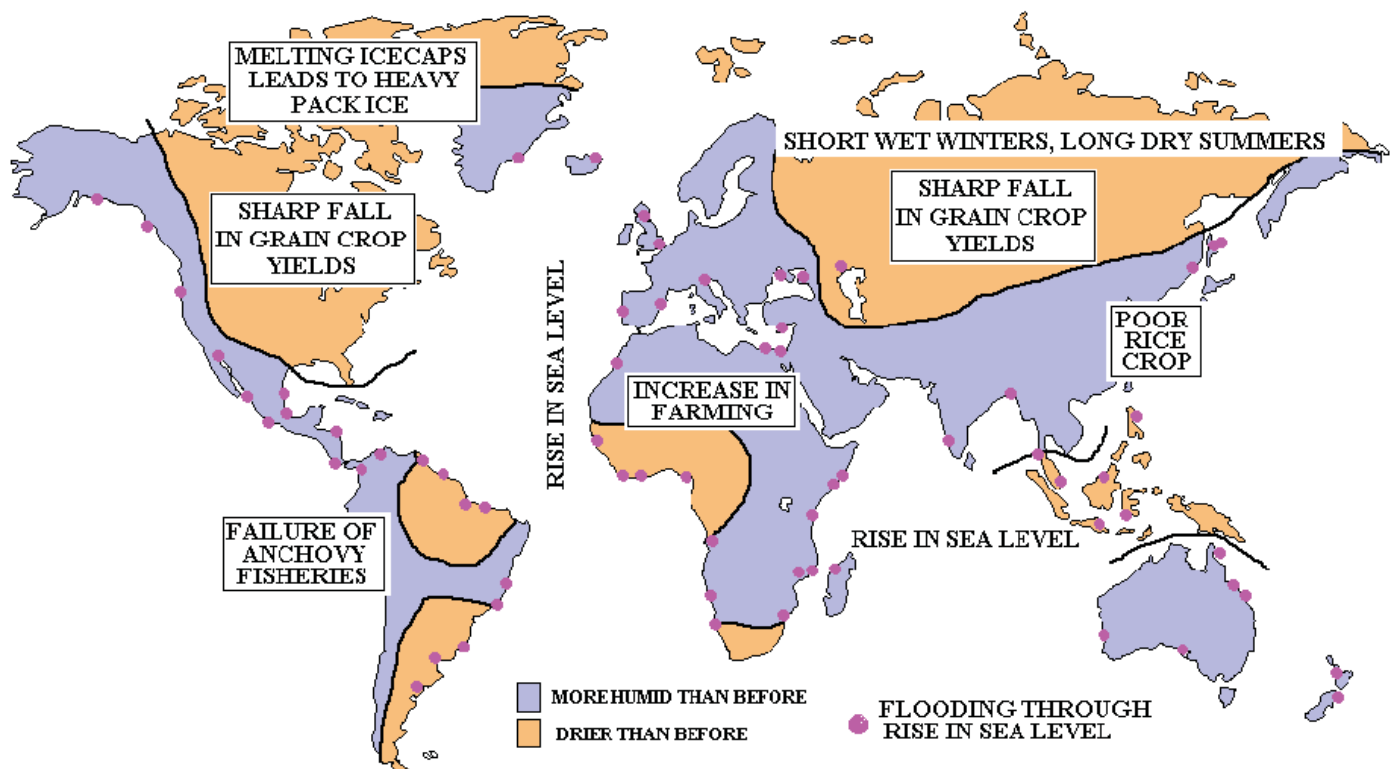 MELTING ICECAPS
LEADS TO HEAVY
PACK ICE
SHORT WET WINTERS, LONG DRY SUMMERS
SHARP FALL
IN GRAIN CROP
YIELDS
SHARP FALL
IN GRAIN CROP
YIELDS
RISE IN SEA LEVEL
POOR
RICE
CROP
INCREASE IN
FARMING
FAILURE OF
ANCHOVY
FISHERIES
RISE IN SEA LEVEL
MORE HUMID THAN BEFORE
DRIER THAN BEFORE
FLOODING THROUGH
RISE IN SEA LEVEL